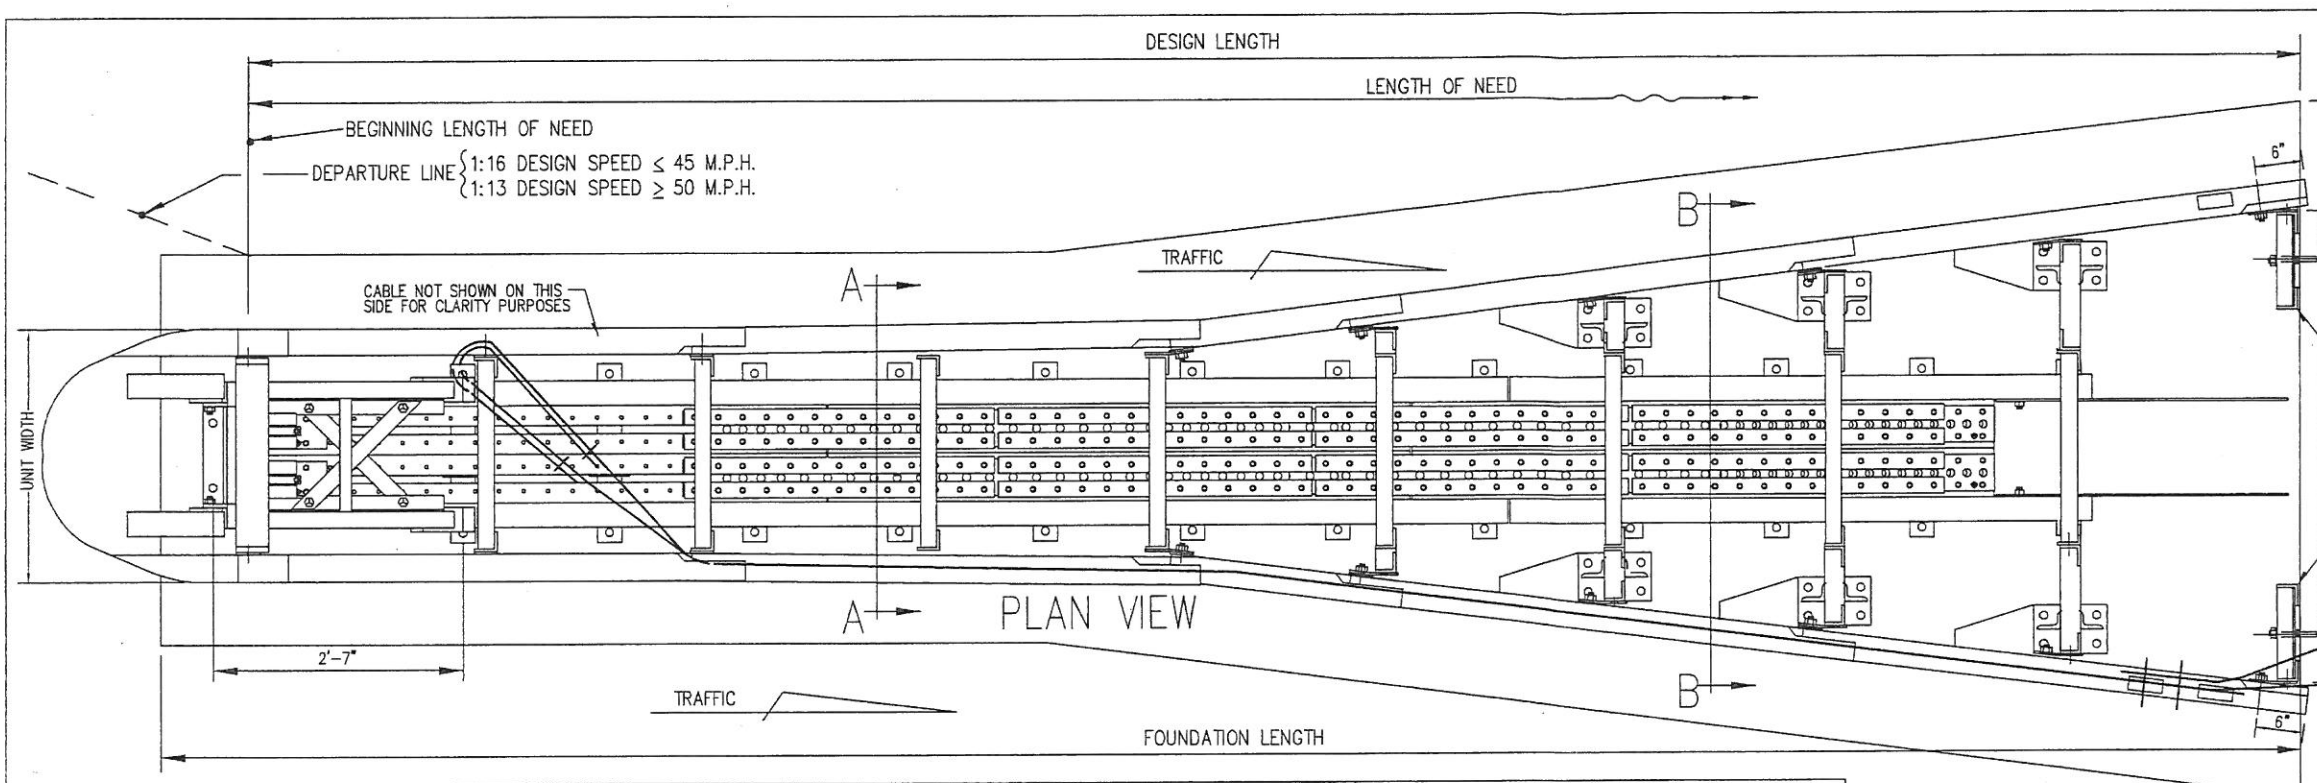 DESIGN LENGTH
LENGTH OF NEED
BEGINNING LENGTH OF NEED
DEPARTURE LINE { 1:16 DESIGN SPEED ≤ 45 M.P.H.
1:13 DESIGN SPEED ≥ 50 M.P.H.
6"
B
TRAFFIC
A
CABLE NOT SHOWN ON THIS
SIDE FOR CLARITY PURPOSES
UNIT WIDTH
A
PLAN VIEW
2'-7"
B
TRAFFIC
6"
FOUNDATION LENGTH